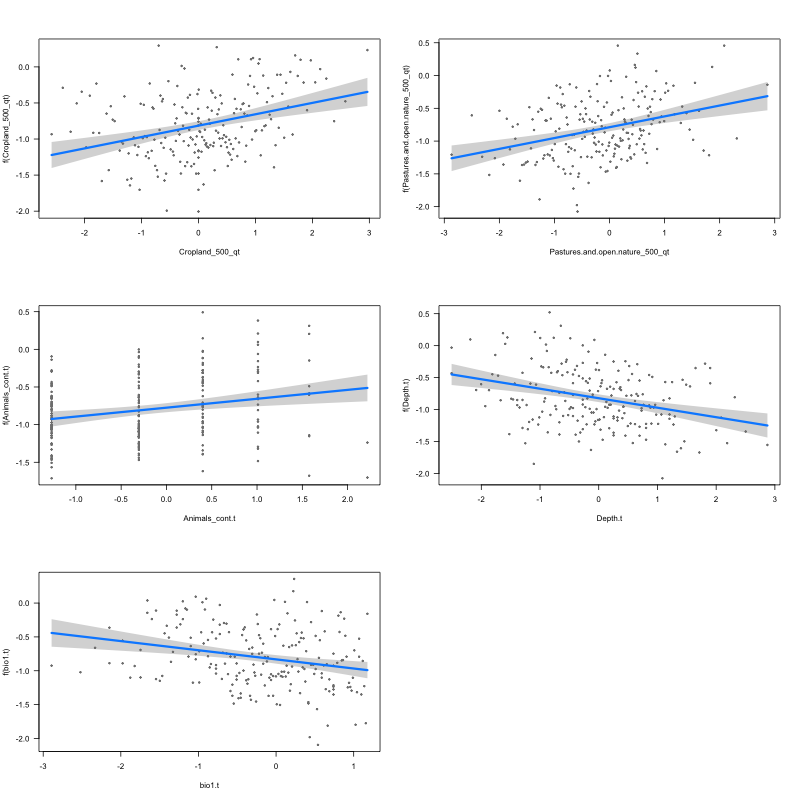 0.0
-0.5
-1.0
-1.5
-2.0
f(Cropland_500_qt)
-2 -1 0 1 2 3
Cropland_500_qt
0.5
0.0
-0.5
-1.0
-1.5
-2.0
f(Pastures.and.open.nature_500_qt)
-3 -2 -1 0 1 2 3
Pastures.and.open.nature_500_qt
0.5
0.0
-0.5
-1.0
-1.5
f(Animals_cont.t)
-1.0 -0.5 0.0 0.5 1.0 1.5 2.0
Animals_cont.t
0.5
0.0
-0.5
-1.0
-1.5
-2.0
f(Depth.t)
-2 -1 0 1 2 3
Depth.t
0.0
-0.5
-1.0
-1.5
-2.0
f(bio1.t)
-3 -2 -1 0 1
bio1.t